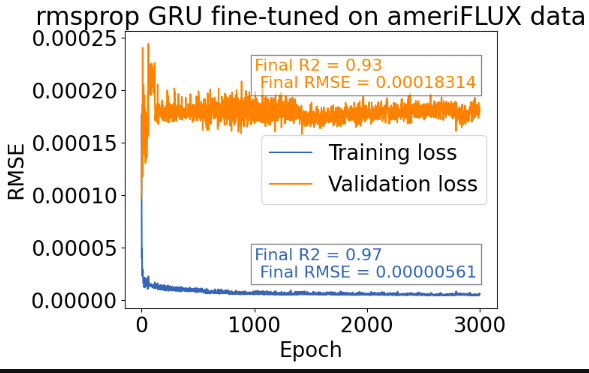 rmsprop GRU fine-tuned on ameriFLUX data
0.00025
0.00020
0.00015
0.00010
0.00005
0.00000
RMSE
Final R2 = 0.93
Final RMSE = 0.00018314
Training loss
Validation loss
Final R2 = 0.97
Final RMSE = 0.00000561
0 1000 2000 3000
Epoch